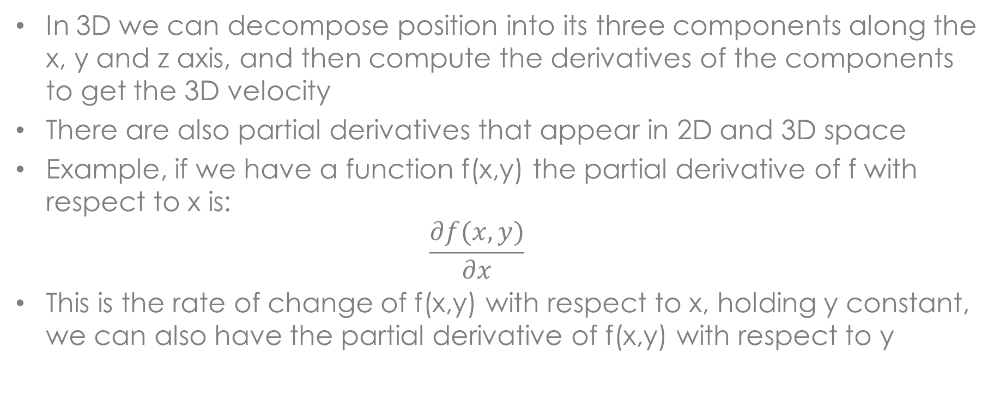 • In 3D we can decompose position into its three components along the
x, y and z axis, and then compute the derivatives of the components
to get the 3D velocity
• There are also partial derivatives that appear in 2D and 3D space
• Example, if we have a function f(x,y) the partial derivative of f with
respect to x is:
∂f(x, y)
∂x
• This is the rate of change of f(x,y) with respect to x, holding y constant,
we can also have the partial derivative of f(x,y) with respect to y